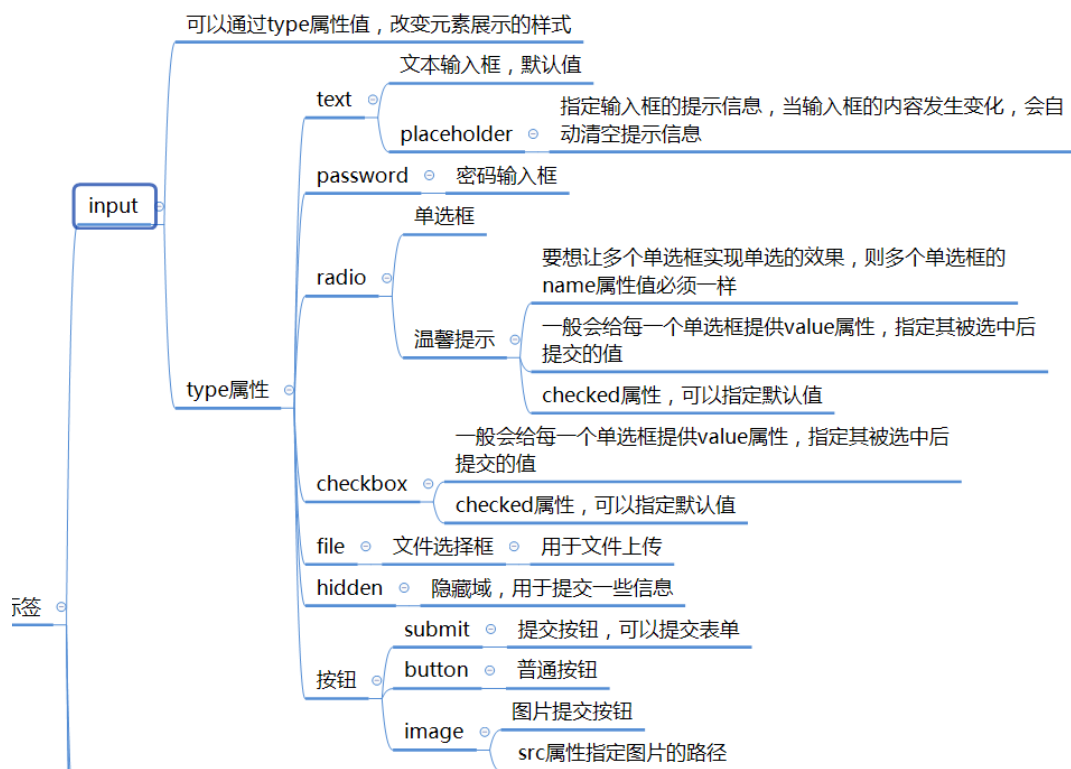 可以通过type属性值，改变元素展示的样式
文本输入框，默认值
text
指定输入框的提示信息，当输入框的内容发生变化，会自
动清空提示信息
placeholder
password
密码输入框
input
单选框
要想让多个单选框实现单选的效果，则多个单选框的
name属性值必须一样
radio
一般会给每一个单选框提供value属性，指定其被选中后
提交的值
温馨提示
checked属性，可以指定默认值
type属性
一般会给每一个单选框提供value属性，指定其被选中后
提交的值
checkbox
checked属性，可以指定默认值
file
文件选择框
用于文件上传
hidden
隐藏域，用于提交一些信息
标签
submit
提交按钮，可以提交表单
button
普通按钮
按钮
图片提交按钮
image
src属性指定图片的路径